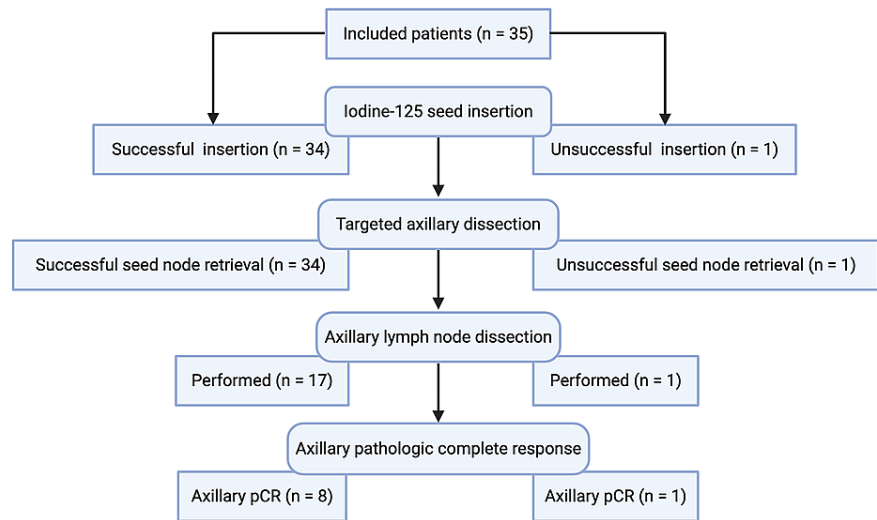 Included patients (n = 35)
Iodine-125 seed insertion
Successful insertion (n = 34)
Unsuccessful insertion (n = 1)
Targeted axillary dissection
Successful seed node retrieval (n = 34)
Unsuccessful seed node retrieval (n = 1)
Axillary lymph node dissection
Performed (n = 17)
Performed (n = 1)
Axillary pathologic complete response
Axillary pCR (n = 8)
Axillary pCR (n = 1)